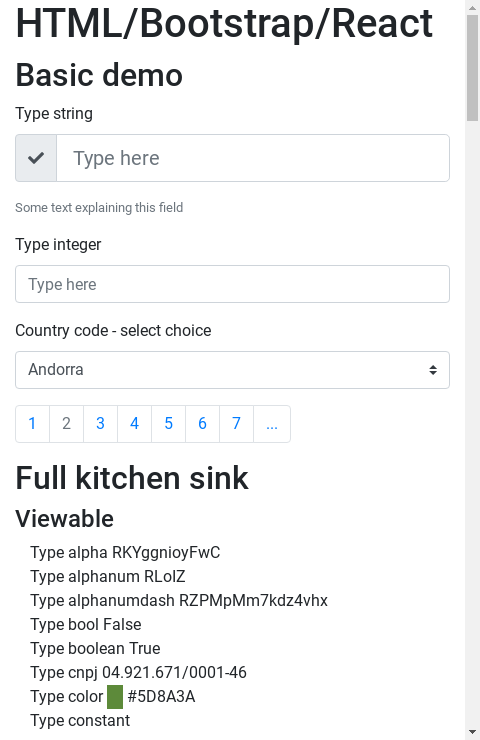 HTML/Bootstrap/React
Basic demo
Type string
Type here
Some text explaining this field
Type integer
Type here
Country code - select choice
Andorra
1 2 3 4 5 6 7 ...
Full kitchen sink
Viewable
Type alpha RKYggnioyFwC
Type alphanum RLoIZ
Type alphanumdash RZPMpMm7kdz4vhx
Type bool False
Type boolean True
Type cnpj 04.921.671/0001-46
Type color #5D8A3A
Type constant